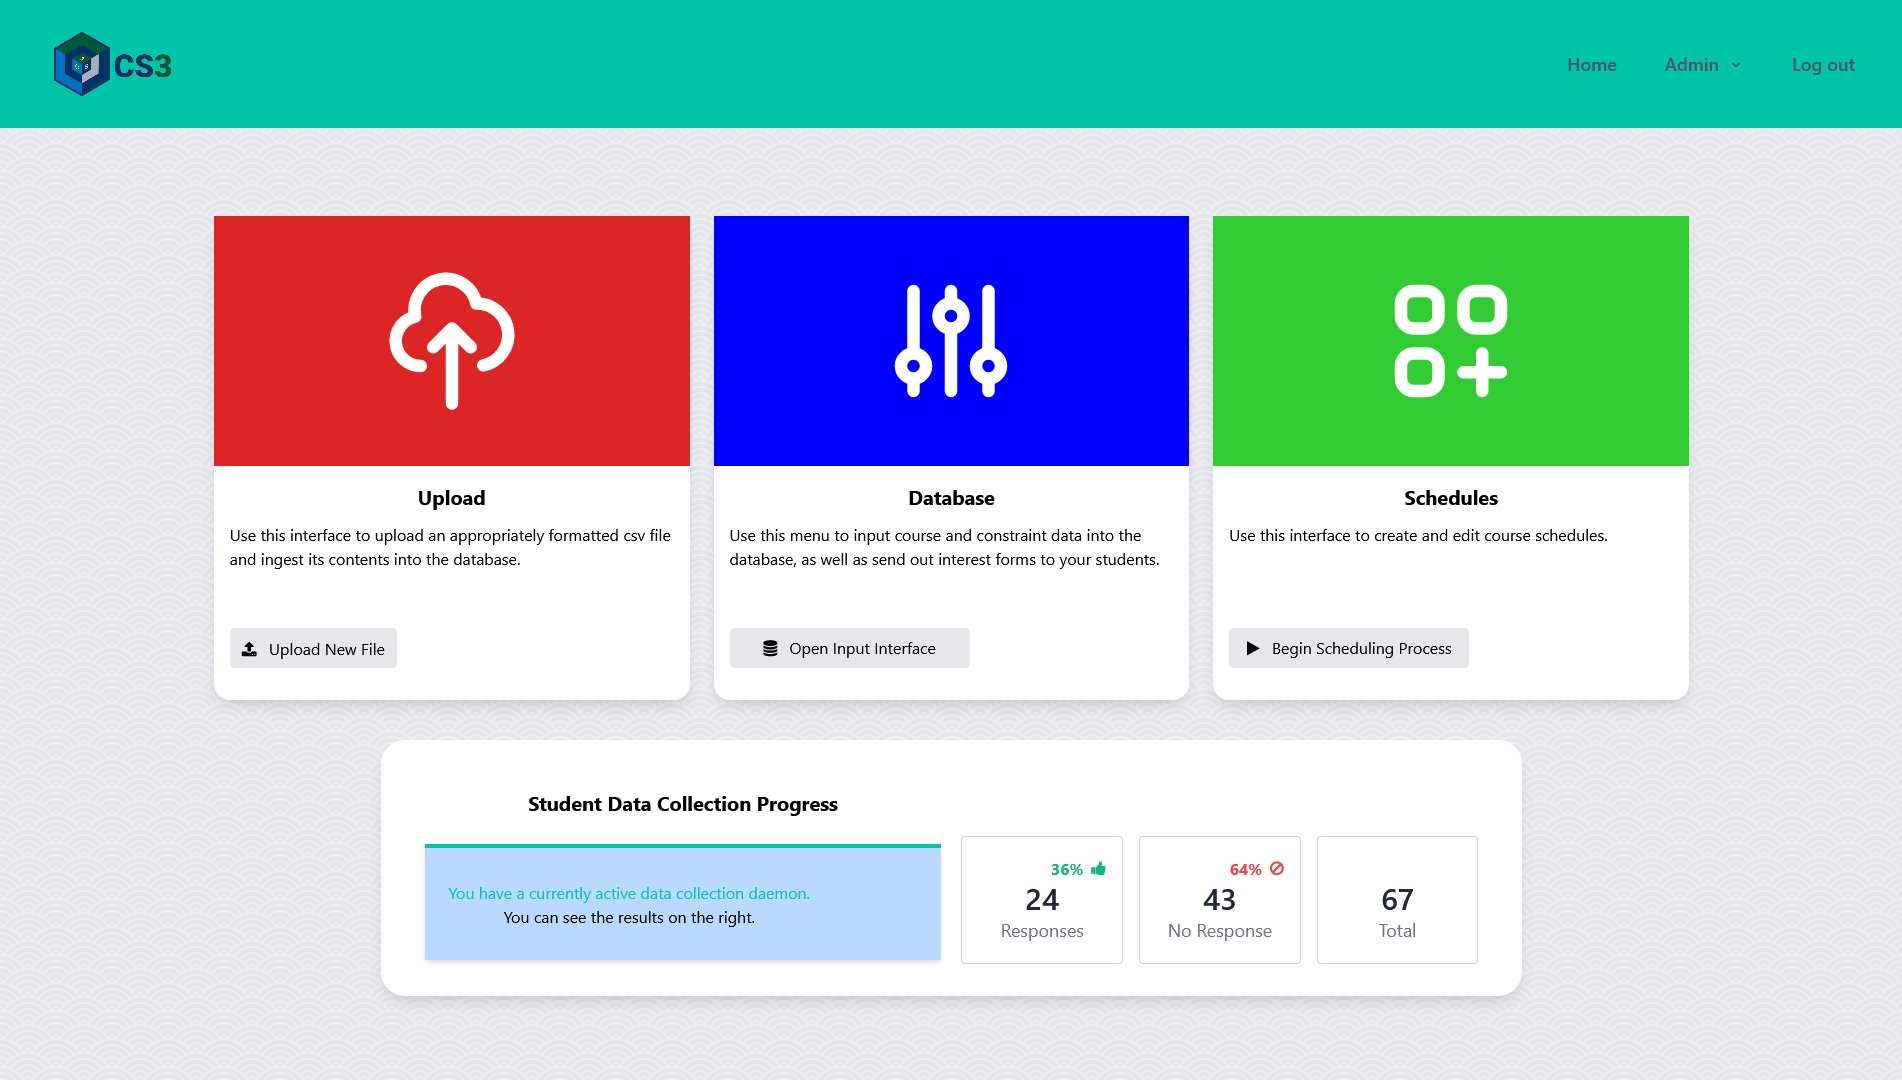 CS3
Home
Admin
Log out
Upload
Use this interface to upload an appropriately formatted csv file
and ingest its contents into the database.
Upload New File
Database
Use this menu to input course and constraint data into the
database, as well as send out interest forms to your students.
Open Input Interface
Schedules
Use this interface to create and edit course schedules.
Begin Scheduling Process
Student Data Collection Progress
You have a currently active data collection daemon.
You can see the results on the right.
36%
24
Responses
64%
43
No Response
67
Total